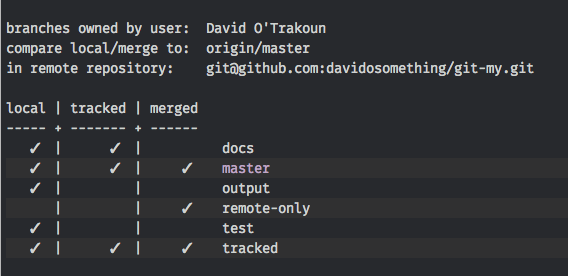 branches owned by user:  David O'Trakoun
compare local/merge to:  origin/master
in remote repository:    git@github.com:davidosomething/git-my.git
local | tracked | merged
----- + ------- + ------
    ✓ |       ✓ |          docs
    ✓ |       ✓ |      ✓   master
    ✓ |         |          output
      |         |      ✓   remote-only
    ✓ |         |          test
    ✓ |       ✓ |      ✓   tracked